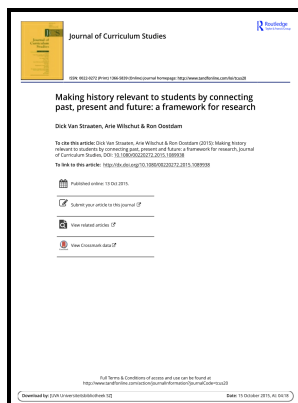 Routledge
Journal of Curriculum Studies
ISSN: 0022-0272 (Print) 1366-5839 (Online) Journal homepage: http://www.tandfonline.com/loi/tcus20
Making history relevant to students by connecting
past, present and future: a framework for research
Dick Van Straaten, Arie Wilschut & Ron Oostdam
To cite this article: Dick Van Straaten, Arie Wilschut & Ron Oostdam (2015): Making history
relevant to students by connecting past, present and future: a framework for research, Journal
of Curriculum Studies, DOI: 10.1080/00220272.2015.1089938
To link to this article: http://dx.doi.org/10.1080/00220272.2015.1089938
Published online: 13 Oct 2015.
Submit your article to this journal
View related articles
View Crossmark data
Full Terms & Conditions of access and use can be found at
http://www.tandfonline.com/action/journalInformation?journalCode=tcus20
Download by: [UVA Universiteitsbibliotheek SZ]
Date: 15 October 2015, At: 04:18